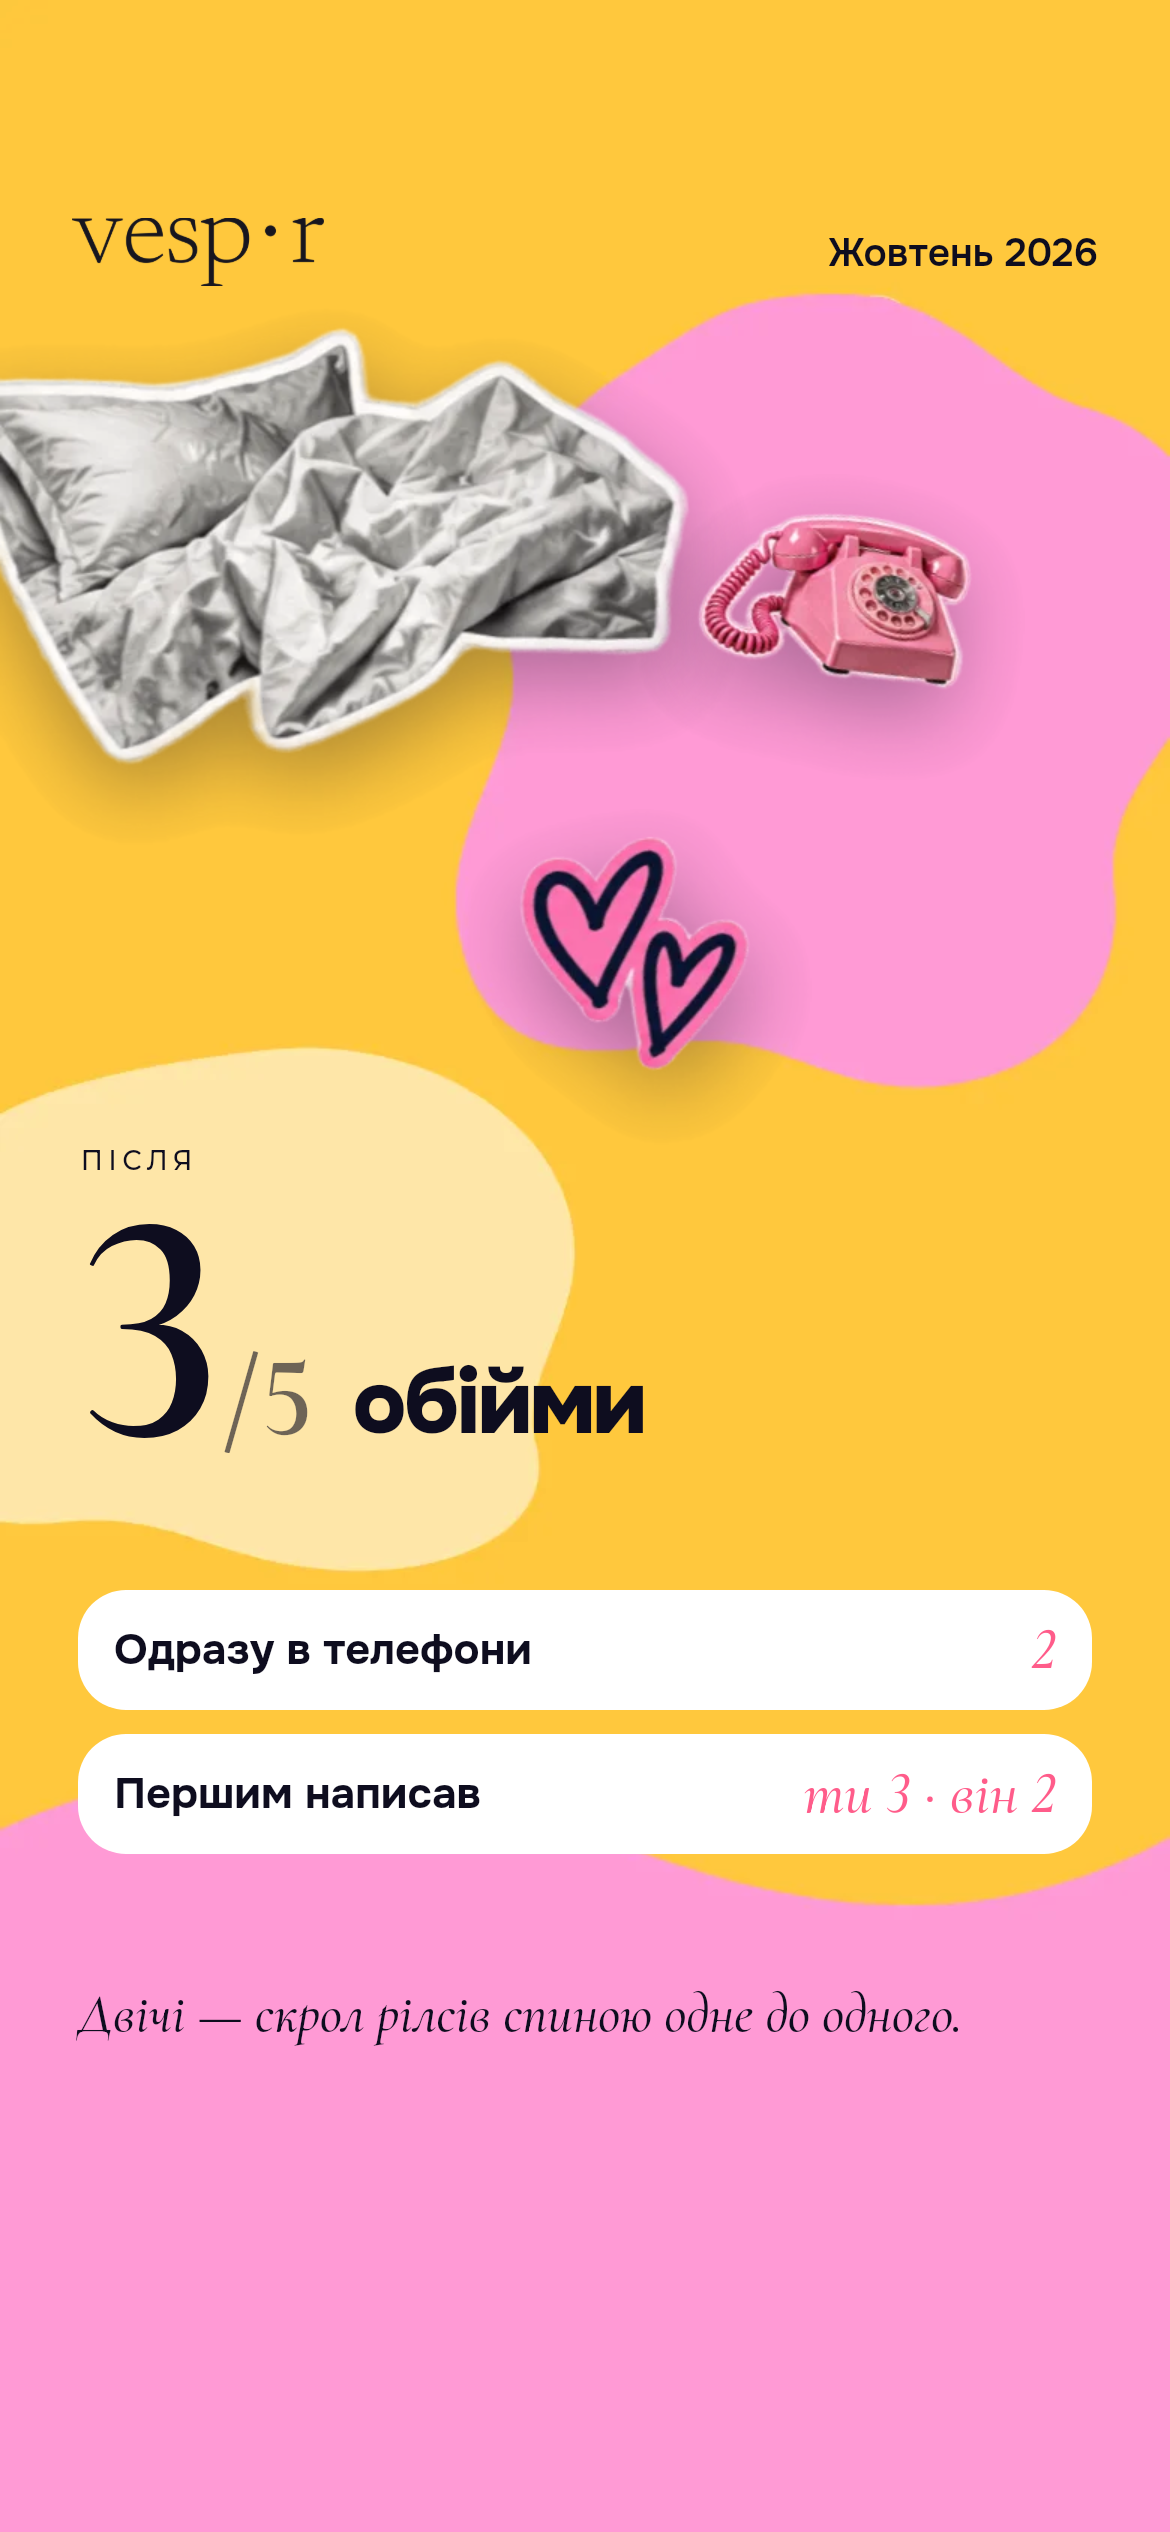 vesp·r
Жовтень 2026
ПІСЛЯ
3/5 обійми
Одразу в телефони 2
Першим написав ти 3 · він 2
Двічі — скрол рілсів спиною одне до одного.